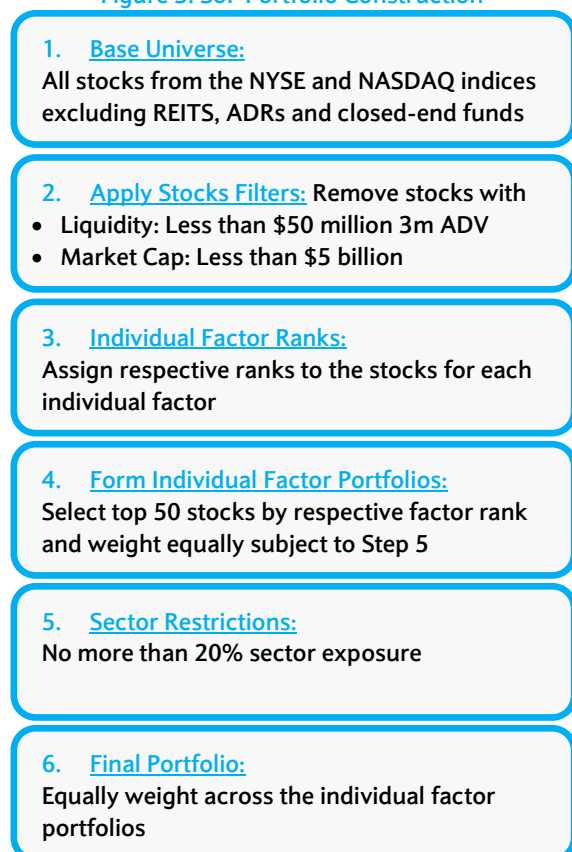 1. Base Universe:
All stocks from the NYSE and NASDAQ indices
excluding REITS, ADRs and closed-end funds
2. Apply Stocks Filters: Remove stocks with
• Liquidity: Less than $50 million 3m ADV
• Market Cap: Less than $5 billion
3. Individual Factor Ranks:
Assign respective ranks to the stocks for each
individual factor
4. Form Individual Factor Portfolios:
Select top 50 stocks by respective factor rank
and weight equally subject to Step 5
5. Sector Restrictions:
No more than 20% sector exposure
6. Final Portfolio:
Equally weight across the individual factor
portfolios